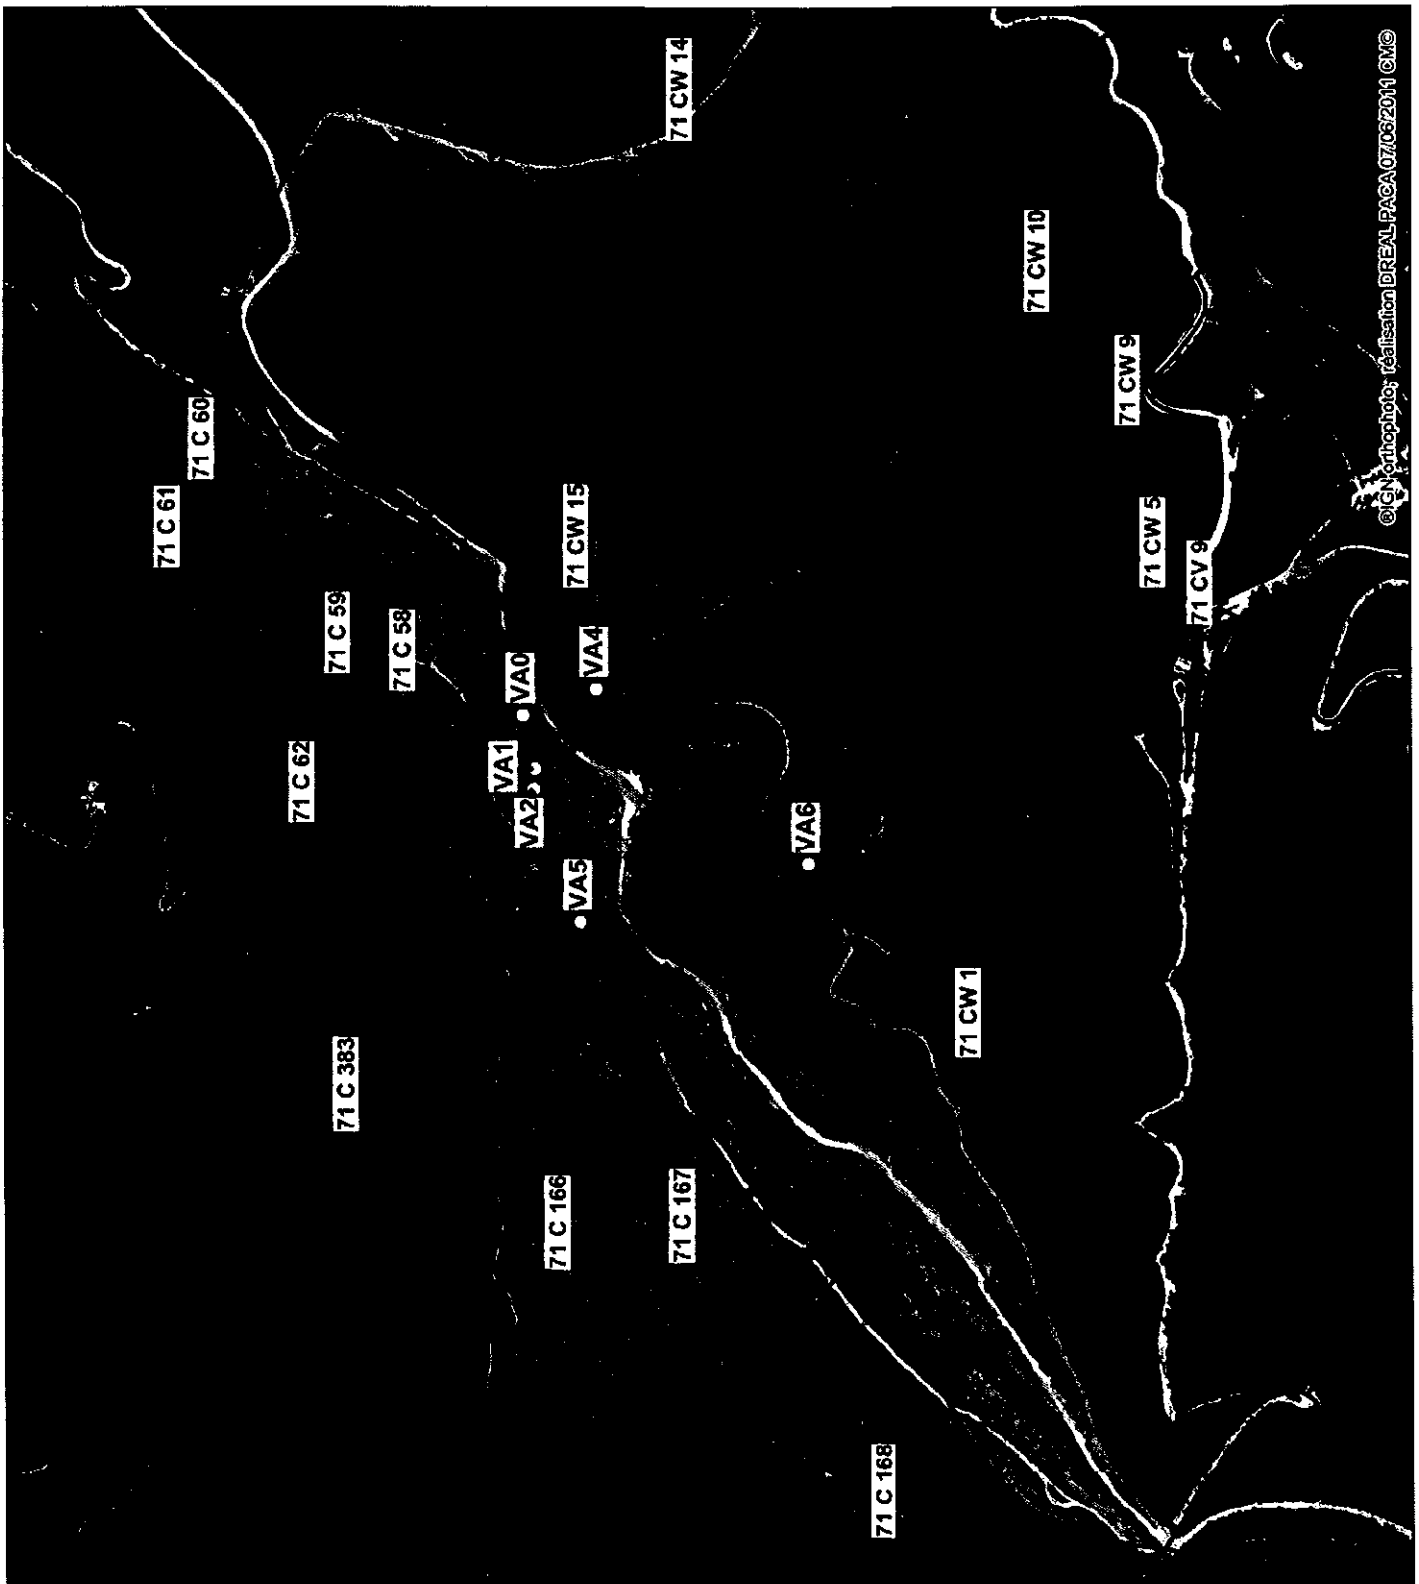 71 C 61
71 C 60
71 C 62
71 C 59
71 C 383
71 C 58
VA1
VA0
VA2
71 C 166
71 CW 15
VA5
VA4
71 CW 14
71 C 167
VA6
71 C 168
71 CW 1
71 CW 10
71 CW 9
71 CW 5
71 CV 9
©IGN orthophoto; réalisation DREAL PACA 07/06/2011 CM©